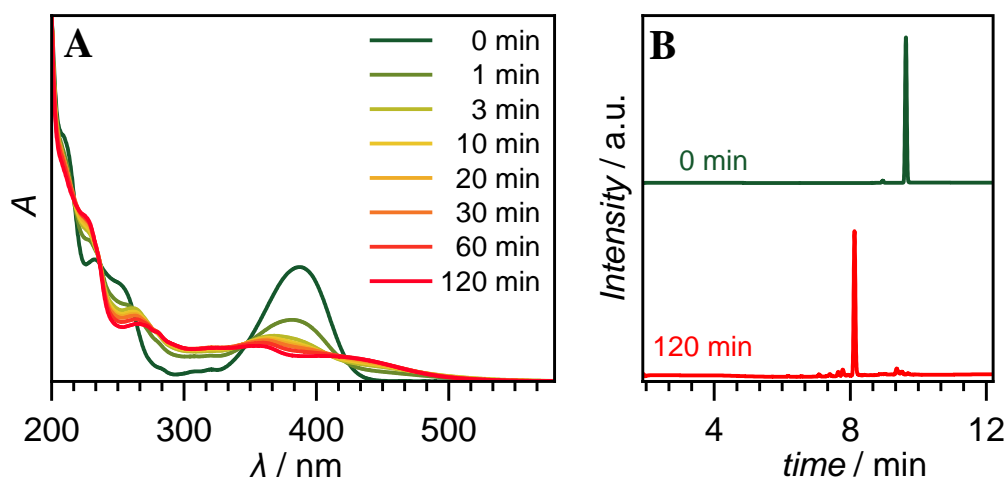 A
0 min
1 min
3 min
10 min
20 min
30 min
60 min
120 min
A
200 300 400 500
λ / nm
B
0 min
120 min
Intensity / a.u.
4 8 12
time / min